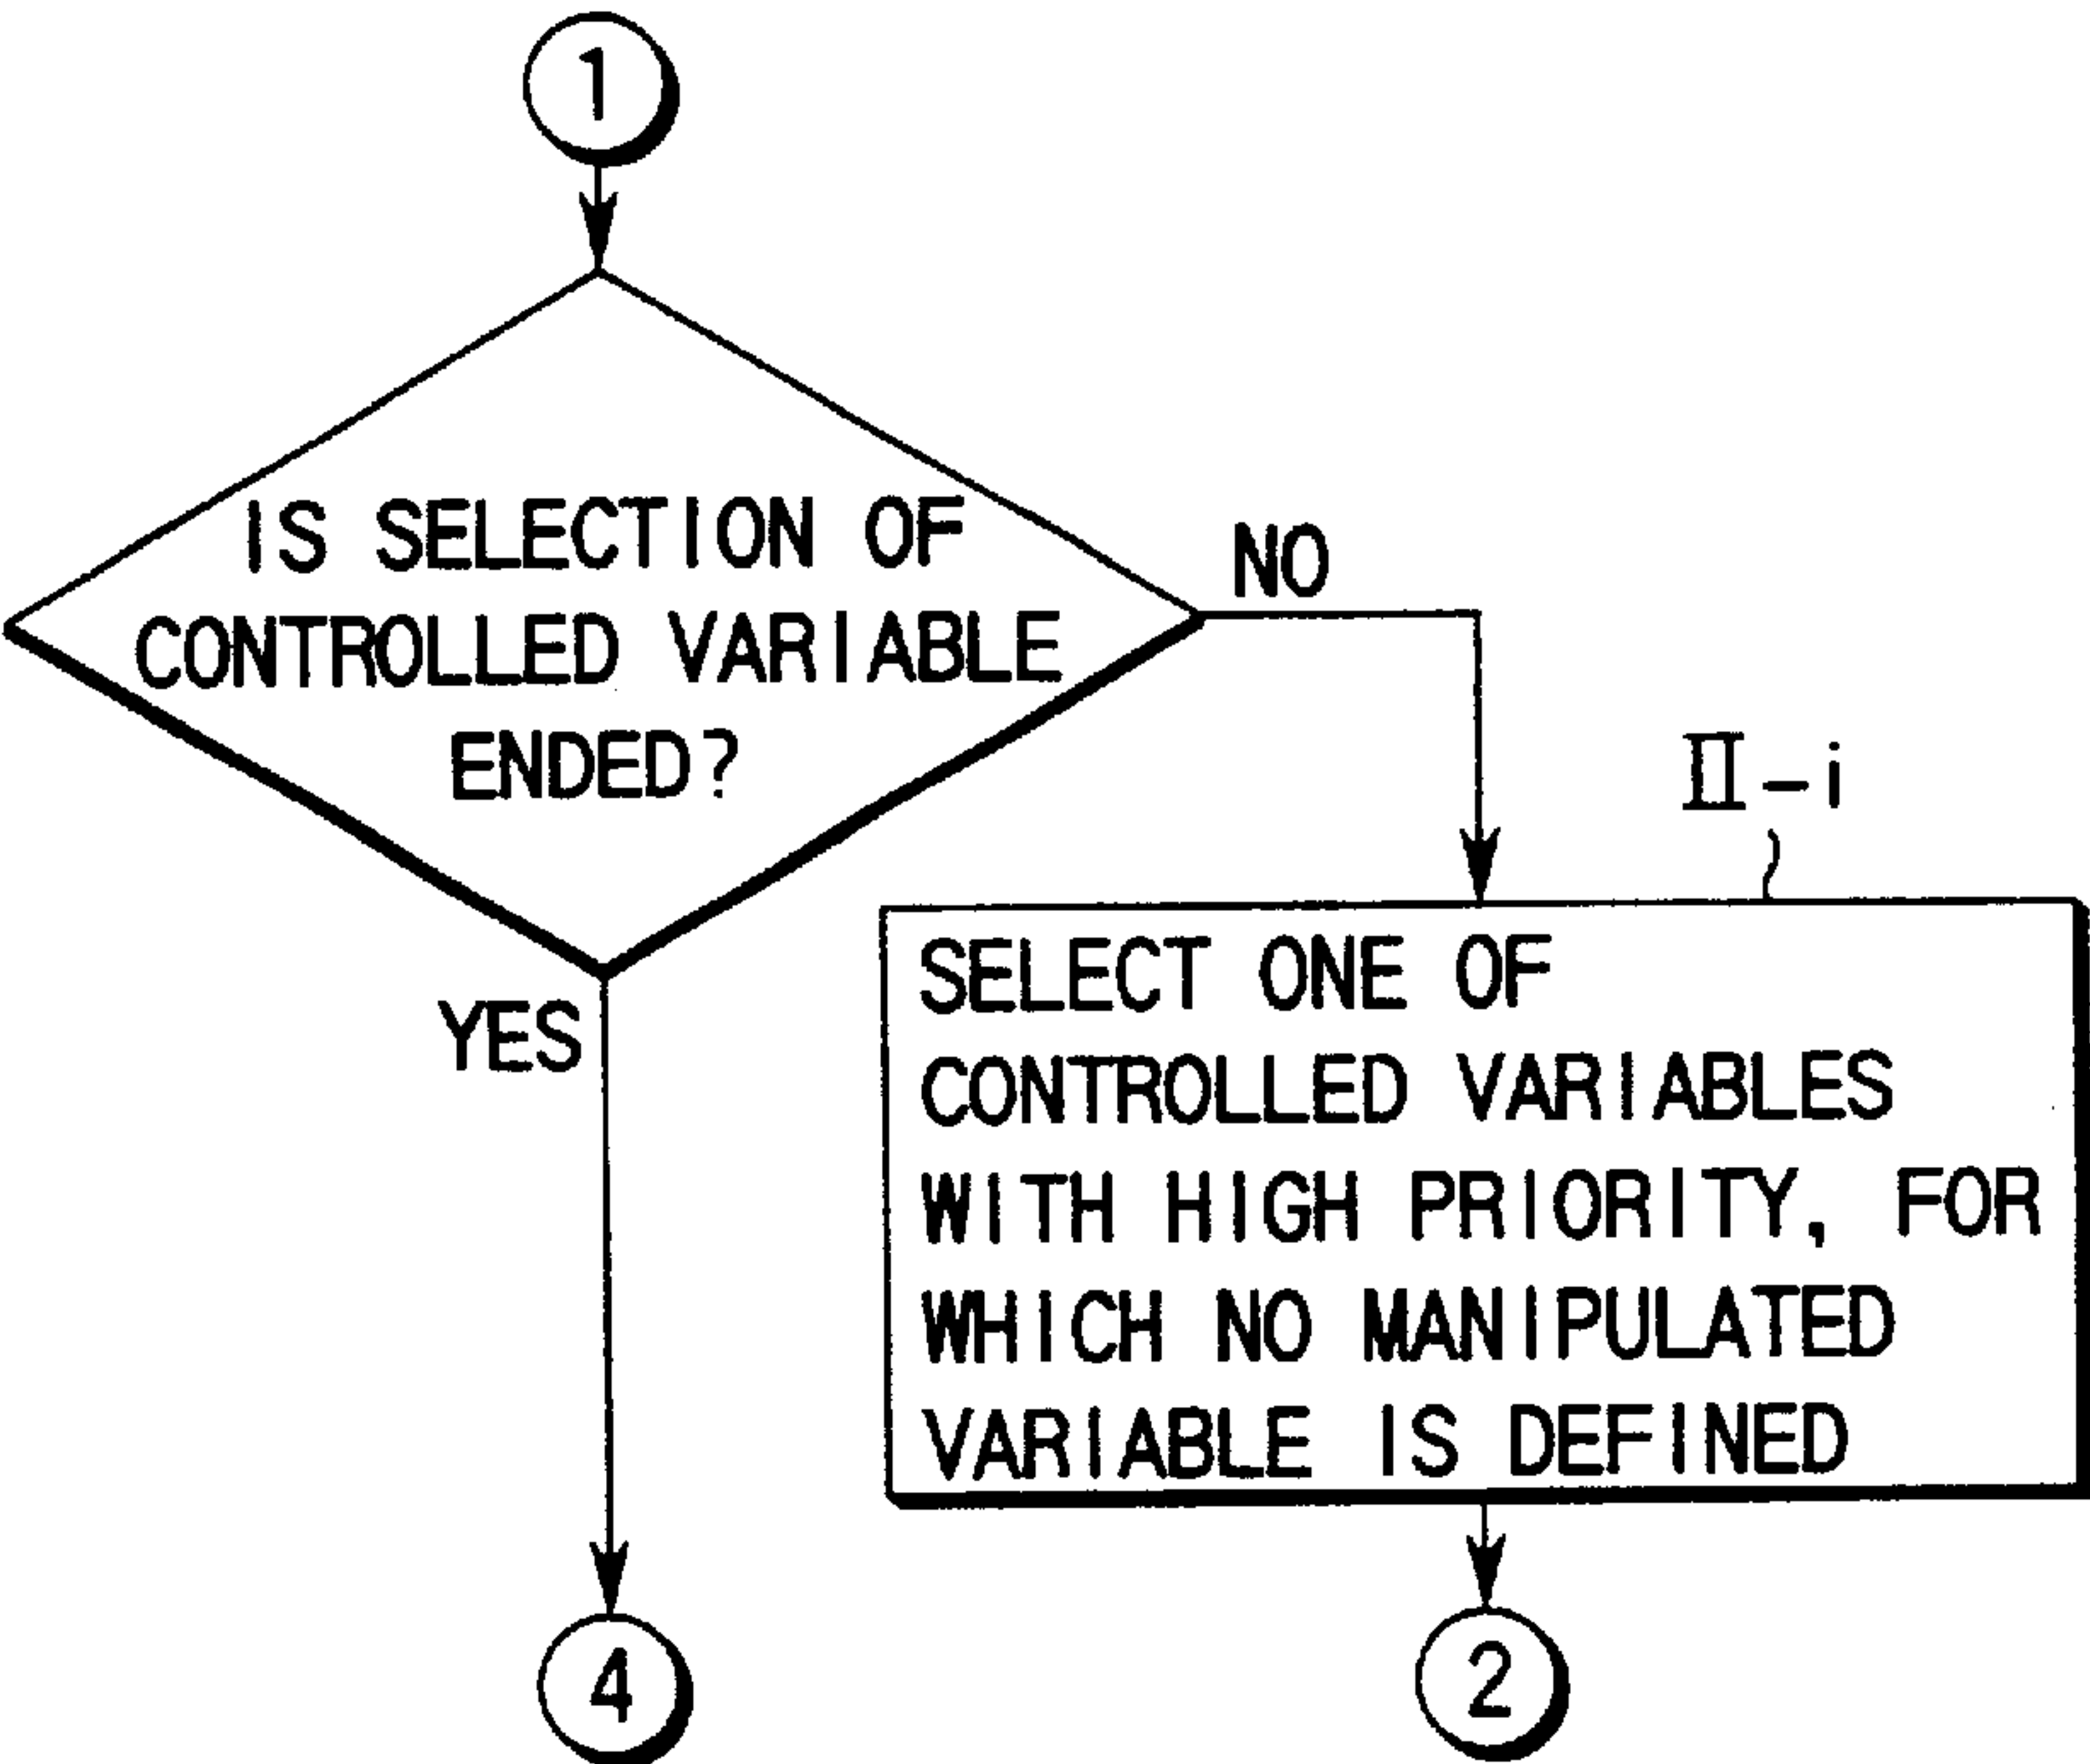 1
IS SELECTION OF
CONTROLLED VARIABLE
ENDED?
NO
YES
II-i
SELECT ONE OF
CONTROLLED VARIABLES
WITH HIGH PRIORITY, FOR
WHICH NO MANIPULATED
VARIABLE IS DEFINED
4
2